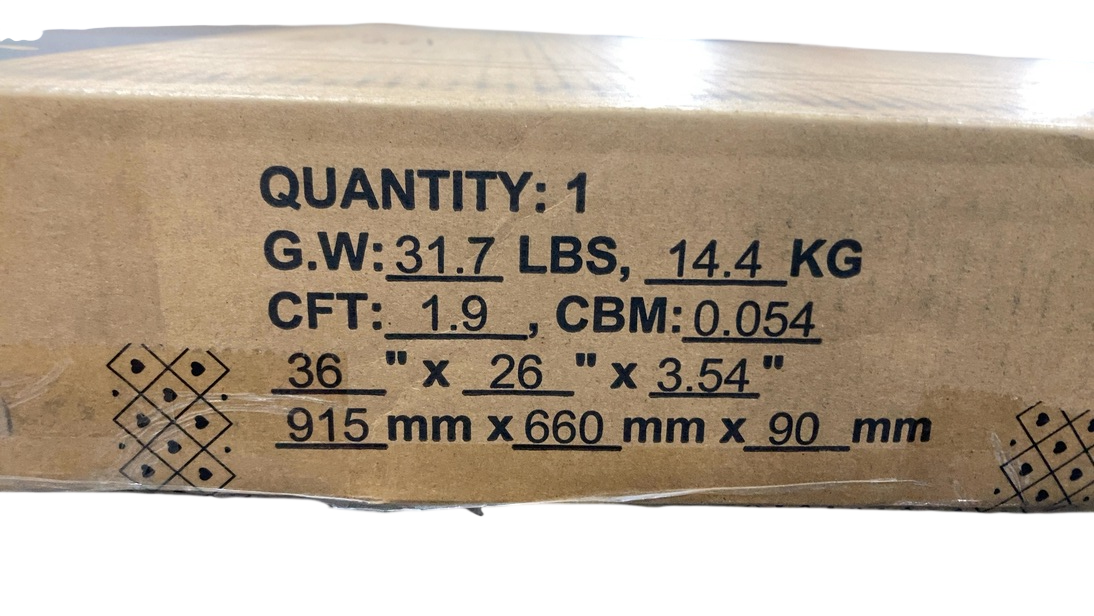 QUANTITY: 1
G.W: 31.7 LBS, 14.4 KG
CFT: 1.9 , CBM: 0.054
36 " x 26 " x 3.54 "
915 mm x 660 mm x 90 mm